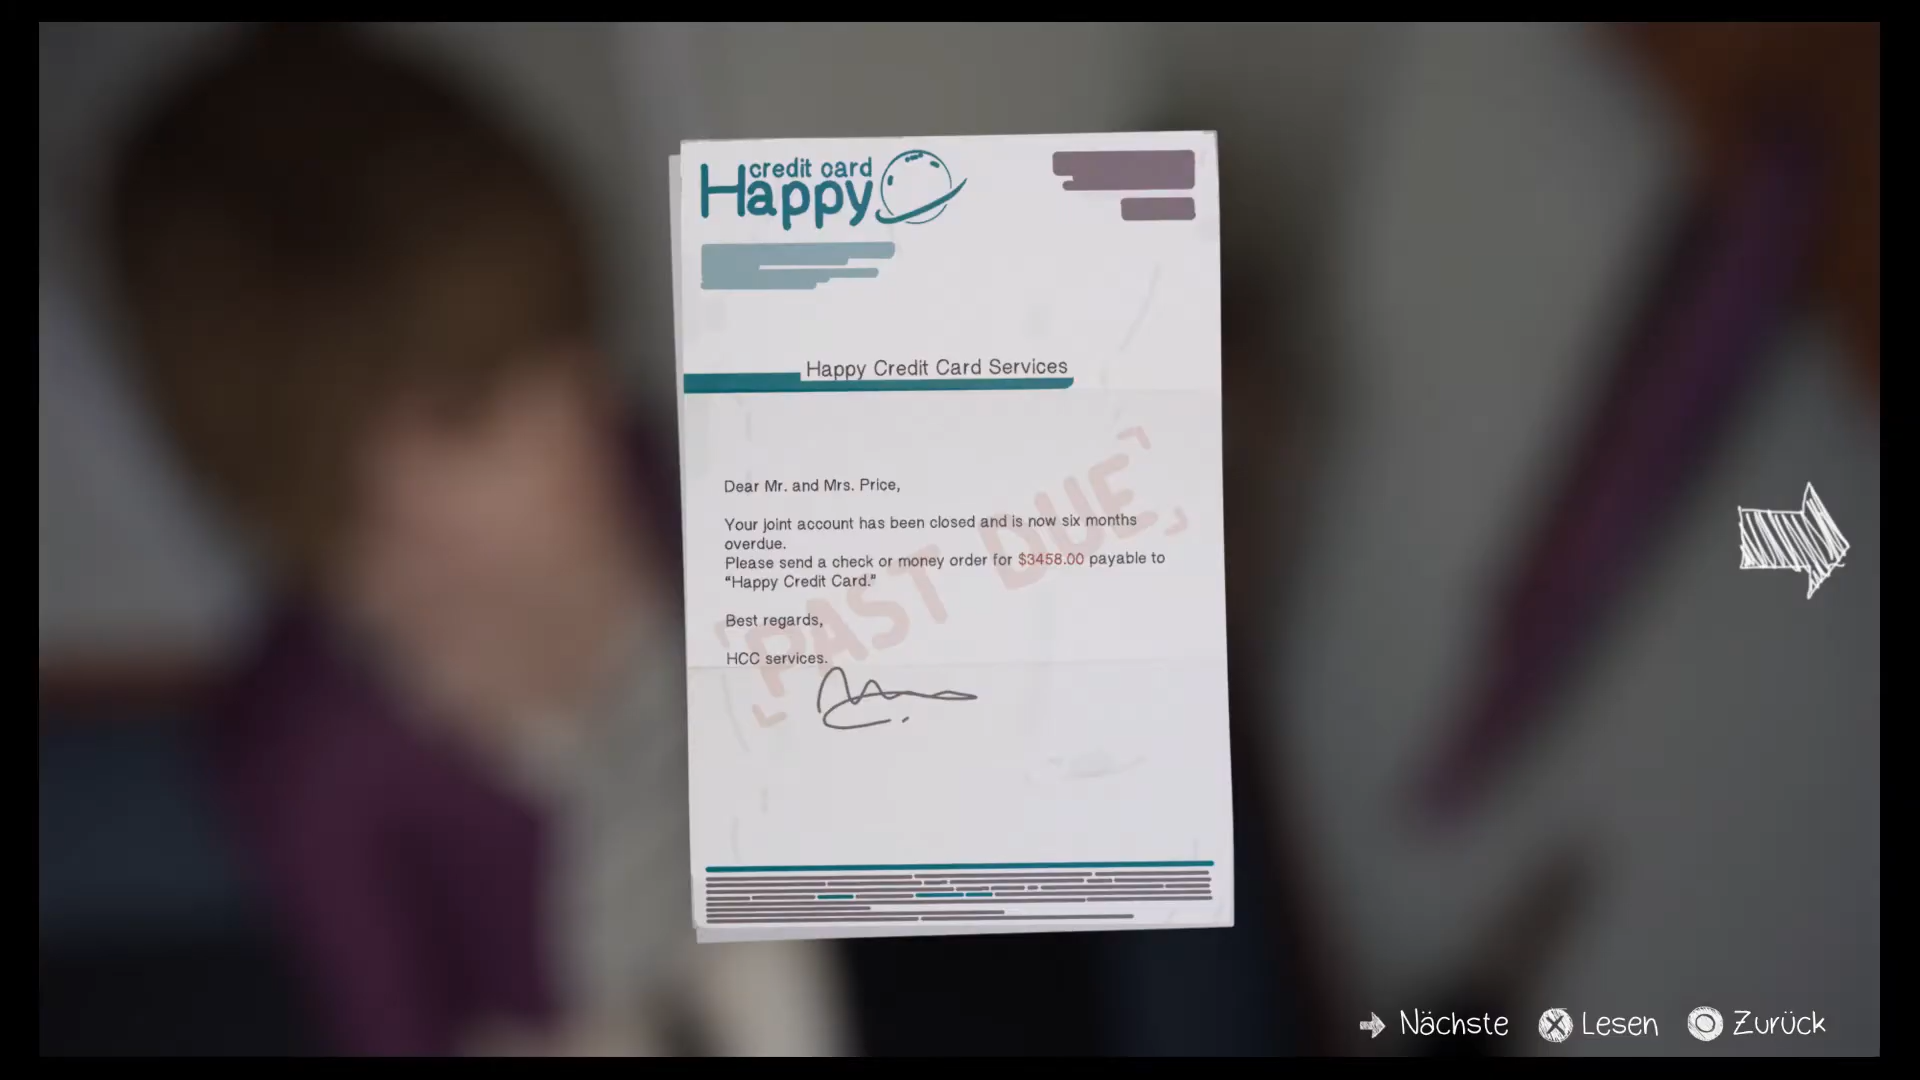 credit card
Happy
Happy Credit Card Services
Dear Mr. and Mrs. Price,
Your joint account has been closed and is now six months
overdue.
Please send a check or money order for $3458.00 payable to
“Happy Credit Card.”
PAST DUE
Best regards,
HCC services.
Nächste Lesen Zurück